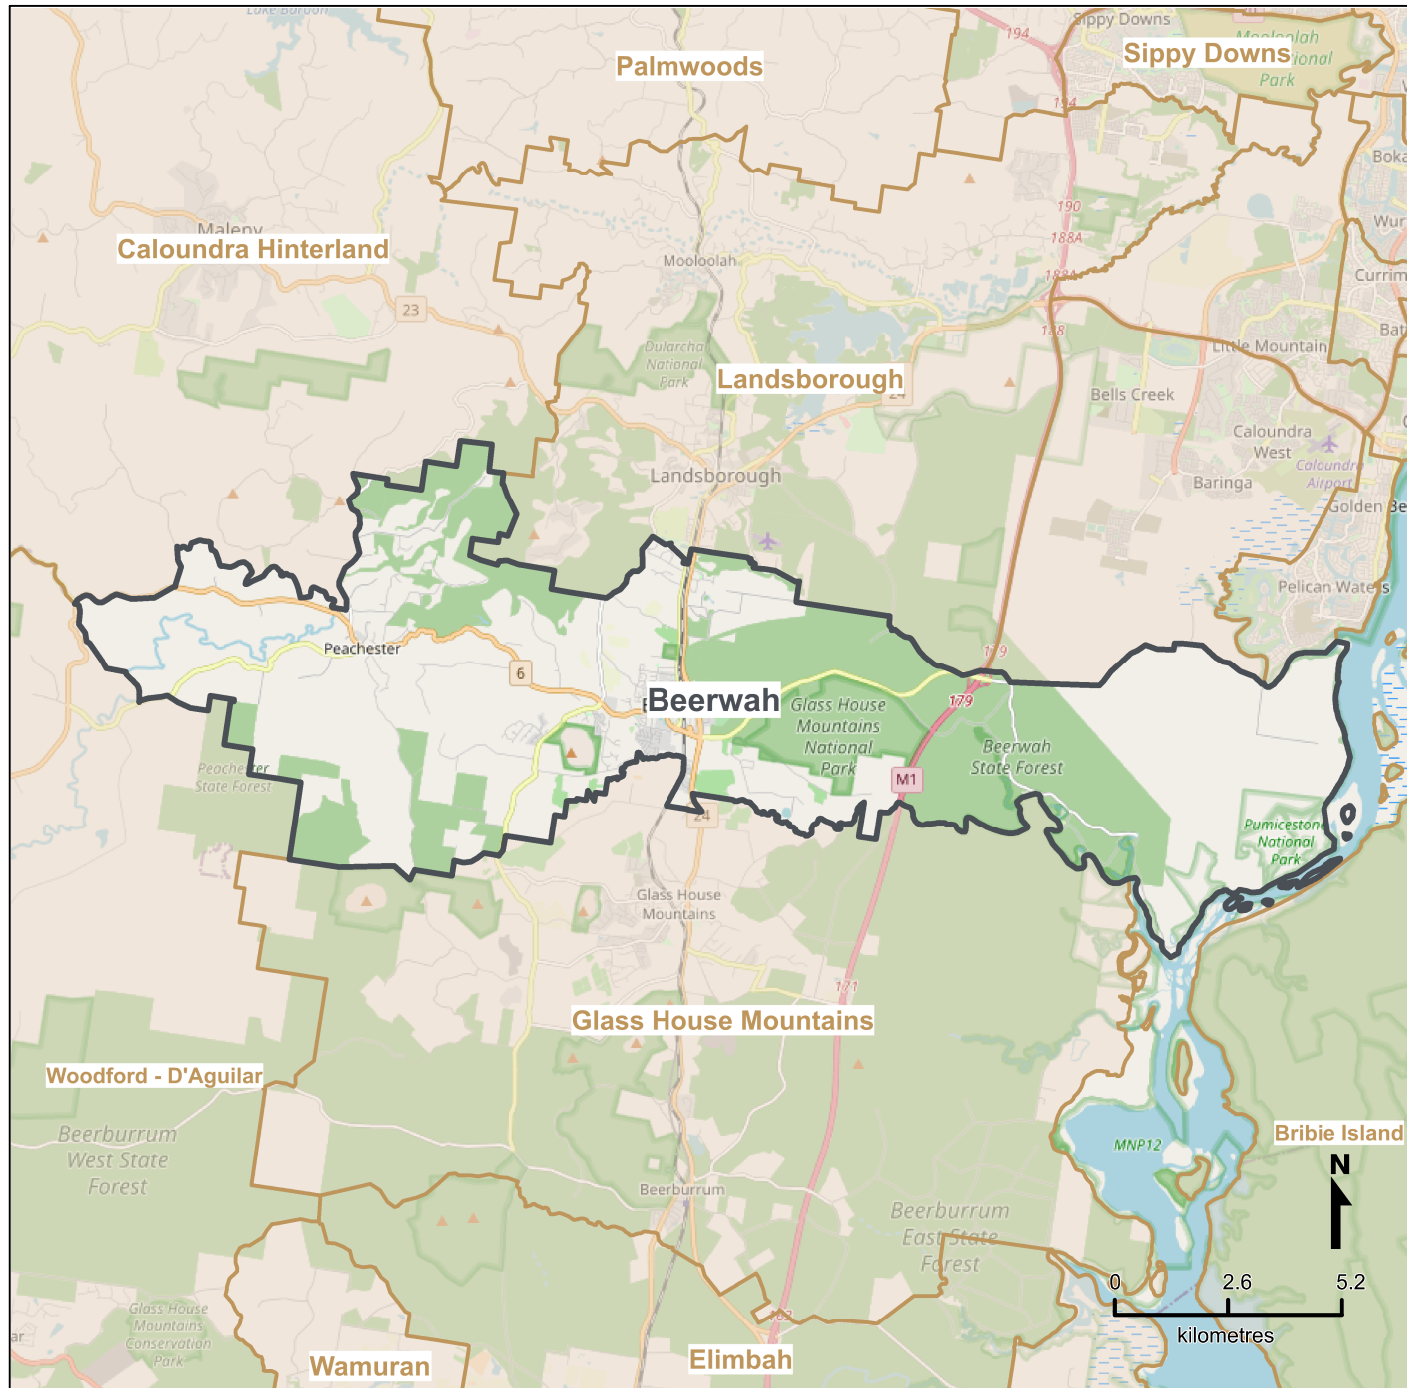 Lake Baroon
Sippy Downs
194
Palmwoods
Sippy Downs
Mooloolah
National
Park
194
Boka
190
Maleny
Wur
188A
Caloundra Hinterland
Mooloolah
188A
Currim
23
188
Bat
Little Mountain
Dularcha
National
Park
Landsborough
24
Bells Creek
Caloundra
West
Caloundra
Airport
Landsborough
Baringa
Golden Be
Pelican Waters
Peachester
179
6
Beerwah
179
Glass House
Mountains
National
Park
Beerwah
State Forest
Peachester
State Forest
M1
24
Pumicestone
National
Park
Glass House
Mountains
171
Glass House Mountains
Woodford - D'Aguilar
Beerburrum
West State
Forest
MNP12
Bribie Island
N
Beerburrum
Beerburrum
East State
Forest
0 2.6 5.2
kilometres
Glass House
Mountains
Conservation
Park
163
ar
Wamuran
Elimbah